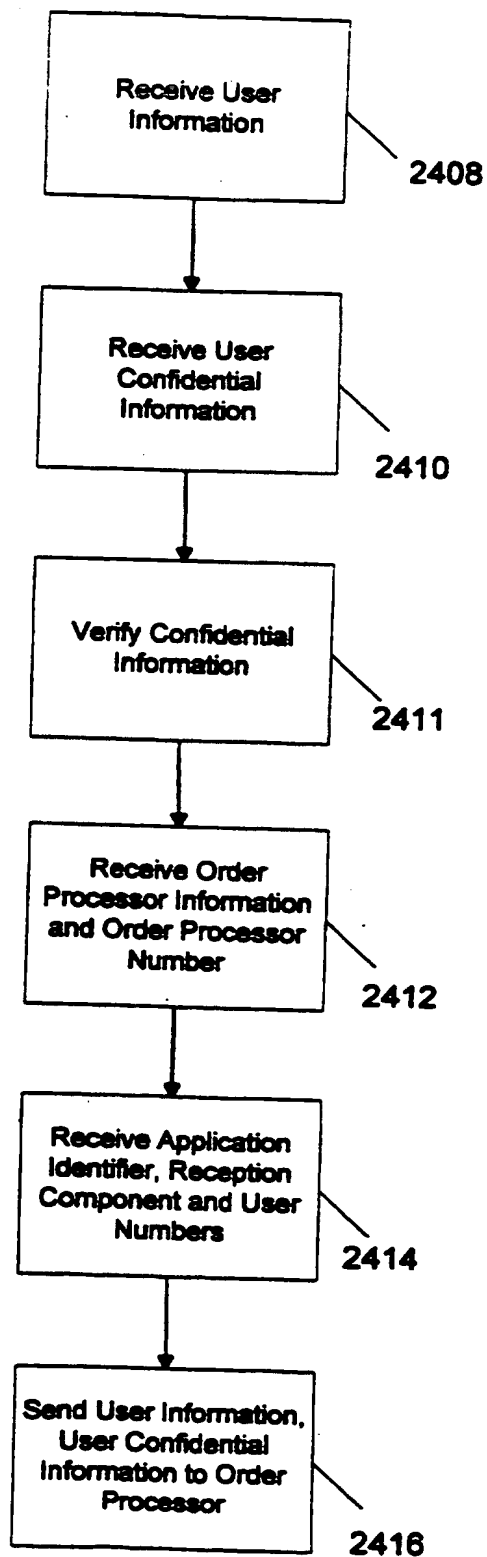 Receive User
Information
2408
Receive User
Confidential
Information
2410
Verify Confidential
Information
2411
Receive Order
Processor Information
and Order Processor
Number
2412
Receive Application
Identifier, Reception
Component and User
Numbers
2414
Send User Information,
User Confidential
Information to Order
Processor
2416